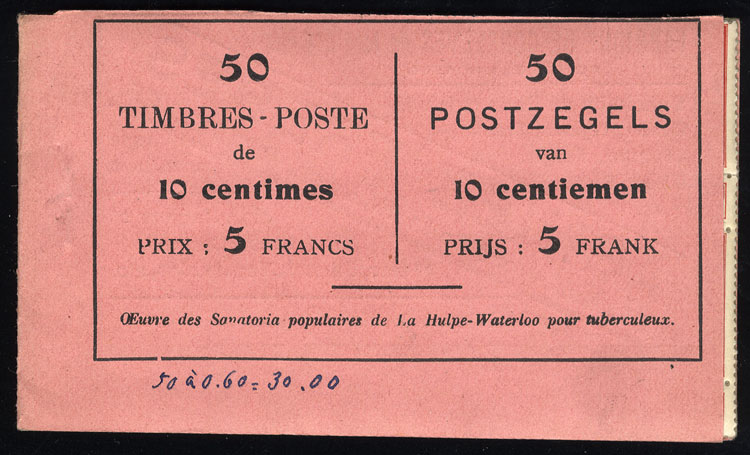 50
TIMBRES-POSTE
de
10 centimes
PRIX : 5 FRANCS
50
POSTZEGELS
van
10 centiemen
PRIJS : 5 FRANK
Œuvre des Sanatoria populaires de La Hulpe-Waterloo pour tuberculeux.
50 à 0.60 = 30.00